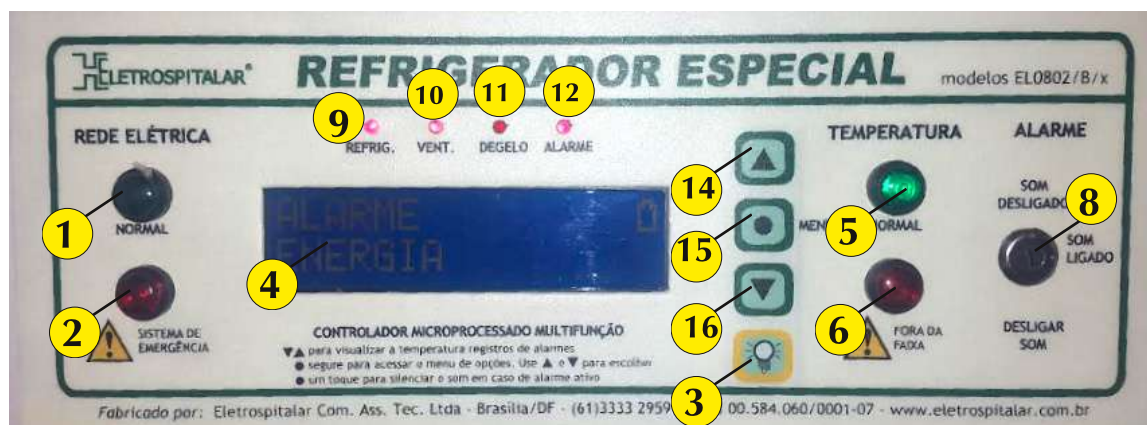 ELETROSPITALAR®
REFRIGERADOR ESPECIAL
modelos EL0802/B/x
REDE ELÉTRICA
9
10
11
12
REFRIG.
VENT.
DEGELO
ALARME
TEMPERATURA
ALARME
1
NORMAL
2
SISTEMA DE
EMERGÊNCIA
ALARME
ENERGIA
4
14
15
MEN
16
3
5
NORMAL
6
FORA DA
FAIXA
SOM
DESLIGADO
8
SOM
LIGADO
DESLIGAR
SOM
CONTROLADOR MICROPROCESSADO MULTIFUNÇÃO
▼▲ para visualizar a temperatura registros de alarmes
● segure para acessar o menu de opções. Use ▲ e ▼ para escolher
● um toque para silenciar o som em caso de alarme ativo
Fabricado por: Eletrospitalar Com. Ass. Tec. Ltda - Brasília/DF - (61)3333 2959 00.584.060/0001-07 - www.eletrospitalar.com.br